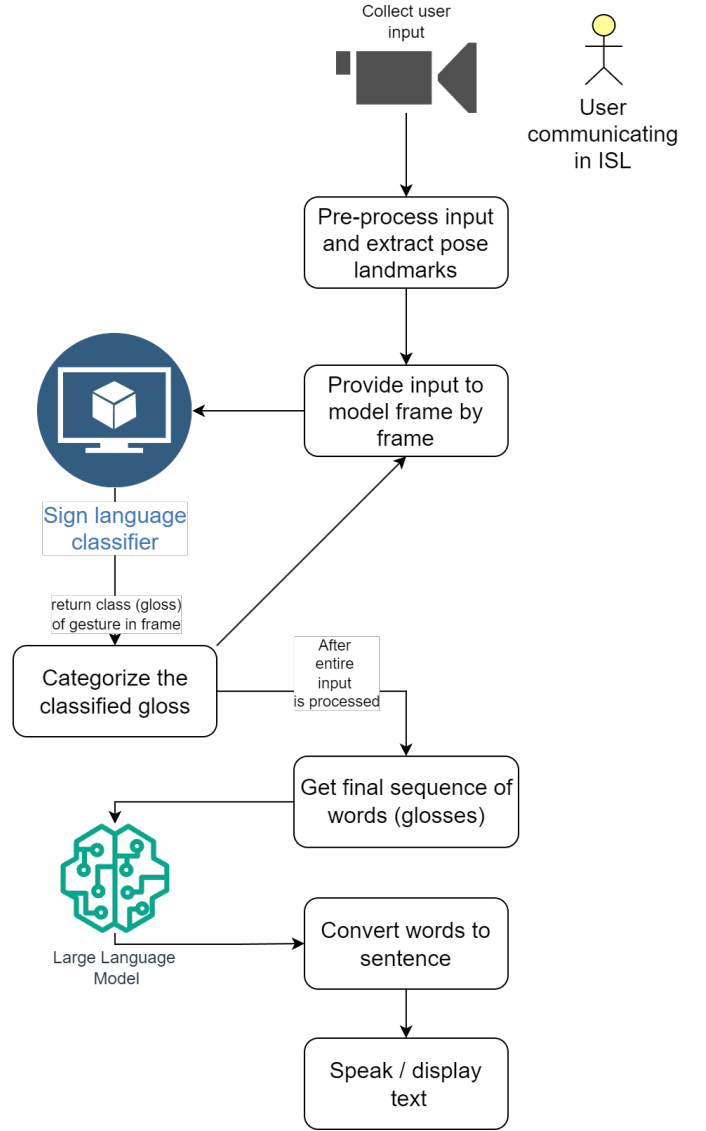 Collect user
input
User
communicating
in ISL
Pre-process input
and extract pose
landmarks
Provide input to
model frame by
frame
Sign language
classifier
return class (gloss)
of gesture in frame
Categorize the
classified gloss
After
entire
input
is processed
Get final sequence of
words (glosses)
Large Language
Model
Convert words to
sentence
Speak / display
text